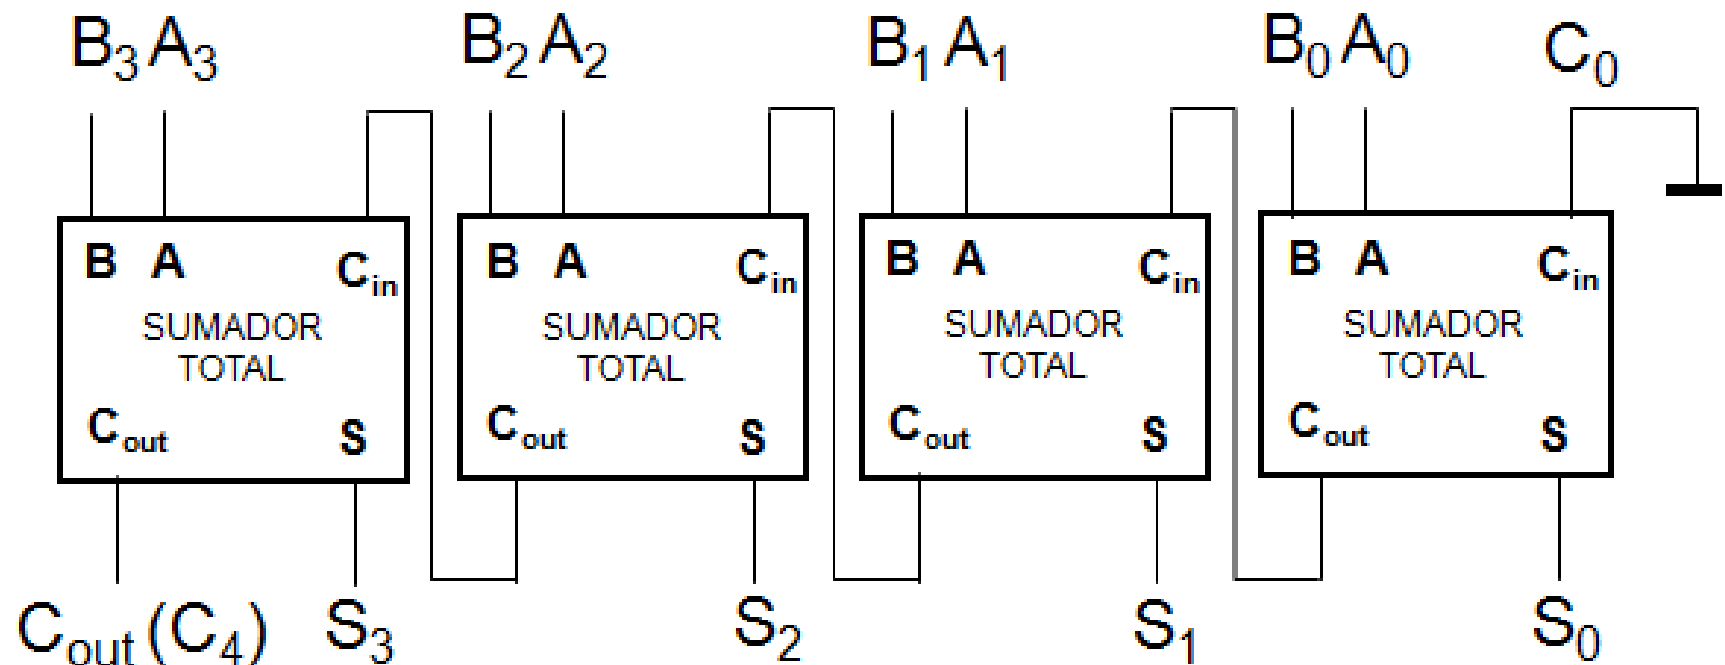 B3 A3 B2 A2 B1 A1 B0 A0 C0
B A Cin B A Cin B A Cin B A Cin
SUMADOR SUMADOR SUMADOR SUMADOR
TOTAL TOTAL TOTAL TOTAL
Cout S Cout S Cout S Cout S
Cout (C4) S3 S2 S1 S0